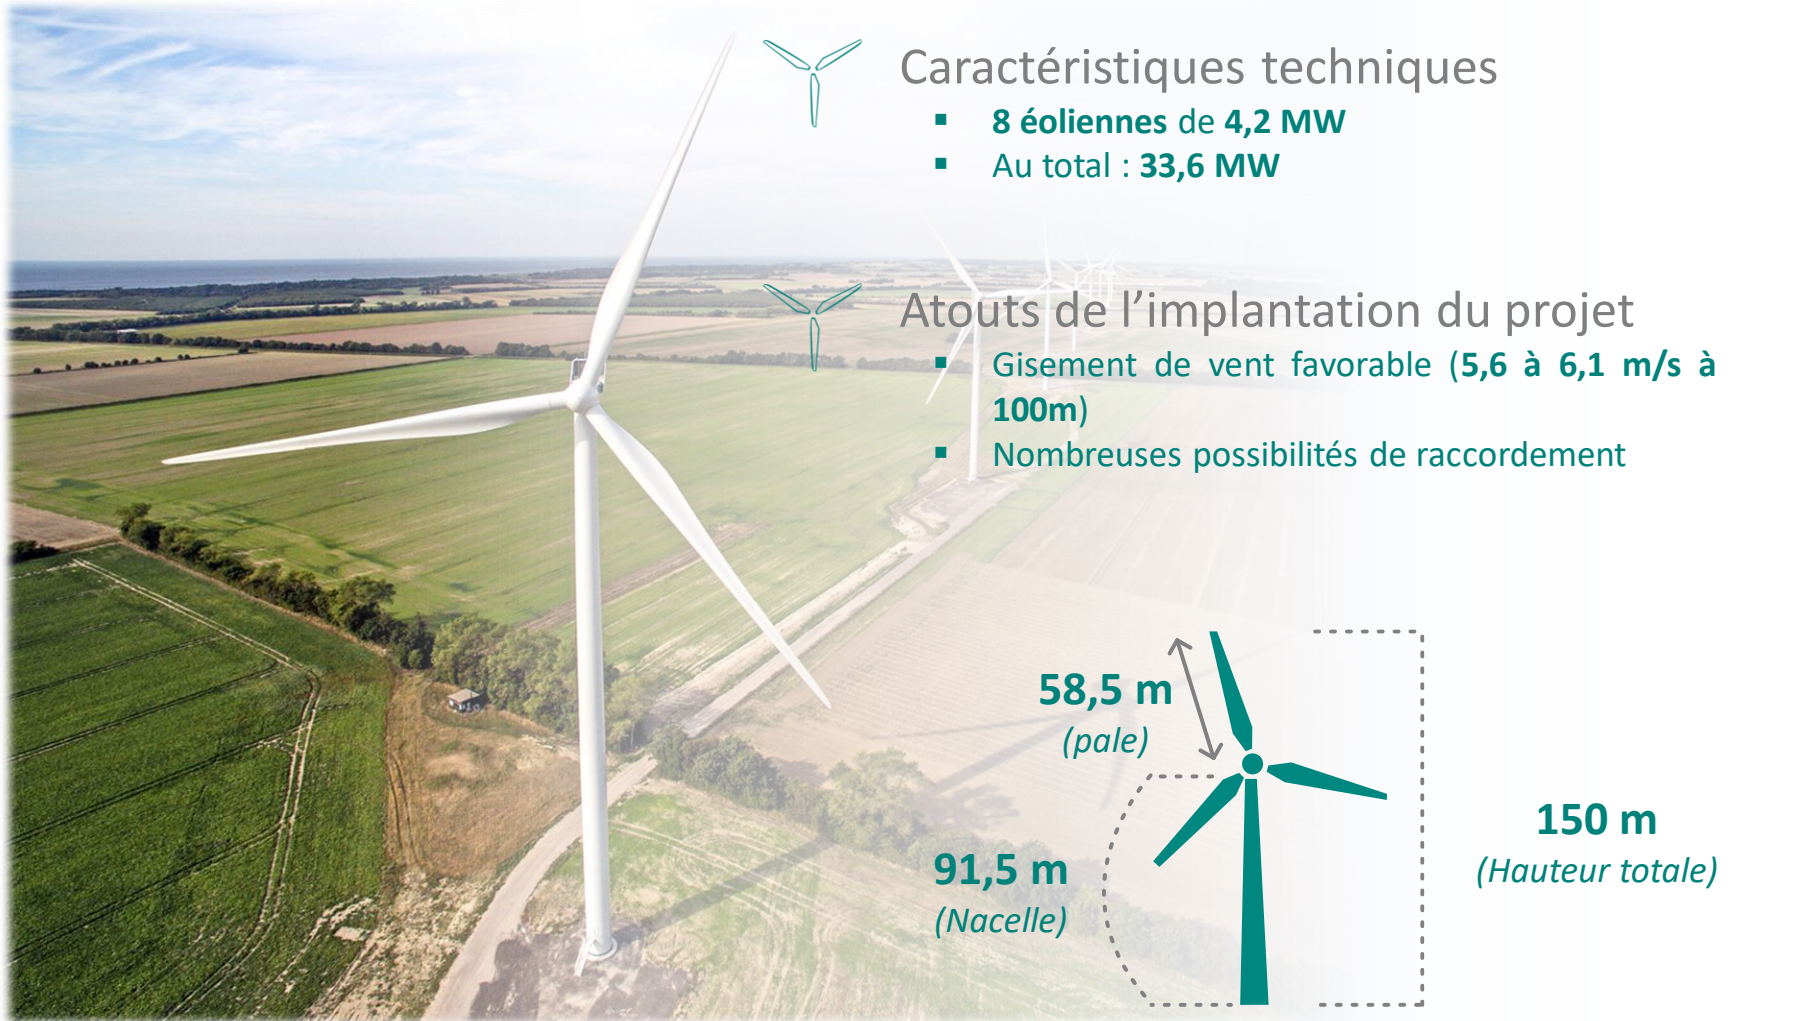 Caractéristiques techniques
▪ 8 éoliennes de 4,2 MW
▪ Au total : 33,6 MW
Atouts de l’implantation du projet
▪ Gisement de vent favorable (5,6 à 6,1 m/s à
100m)
▪ Nombreuses possibilités de raccordement
58,5 m
(pale)
150 m
(Hauteur totale)
91,5 m
(Nacelle)